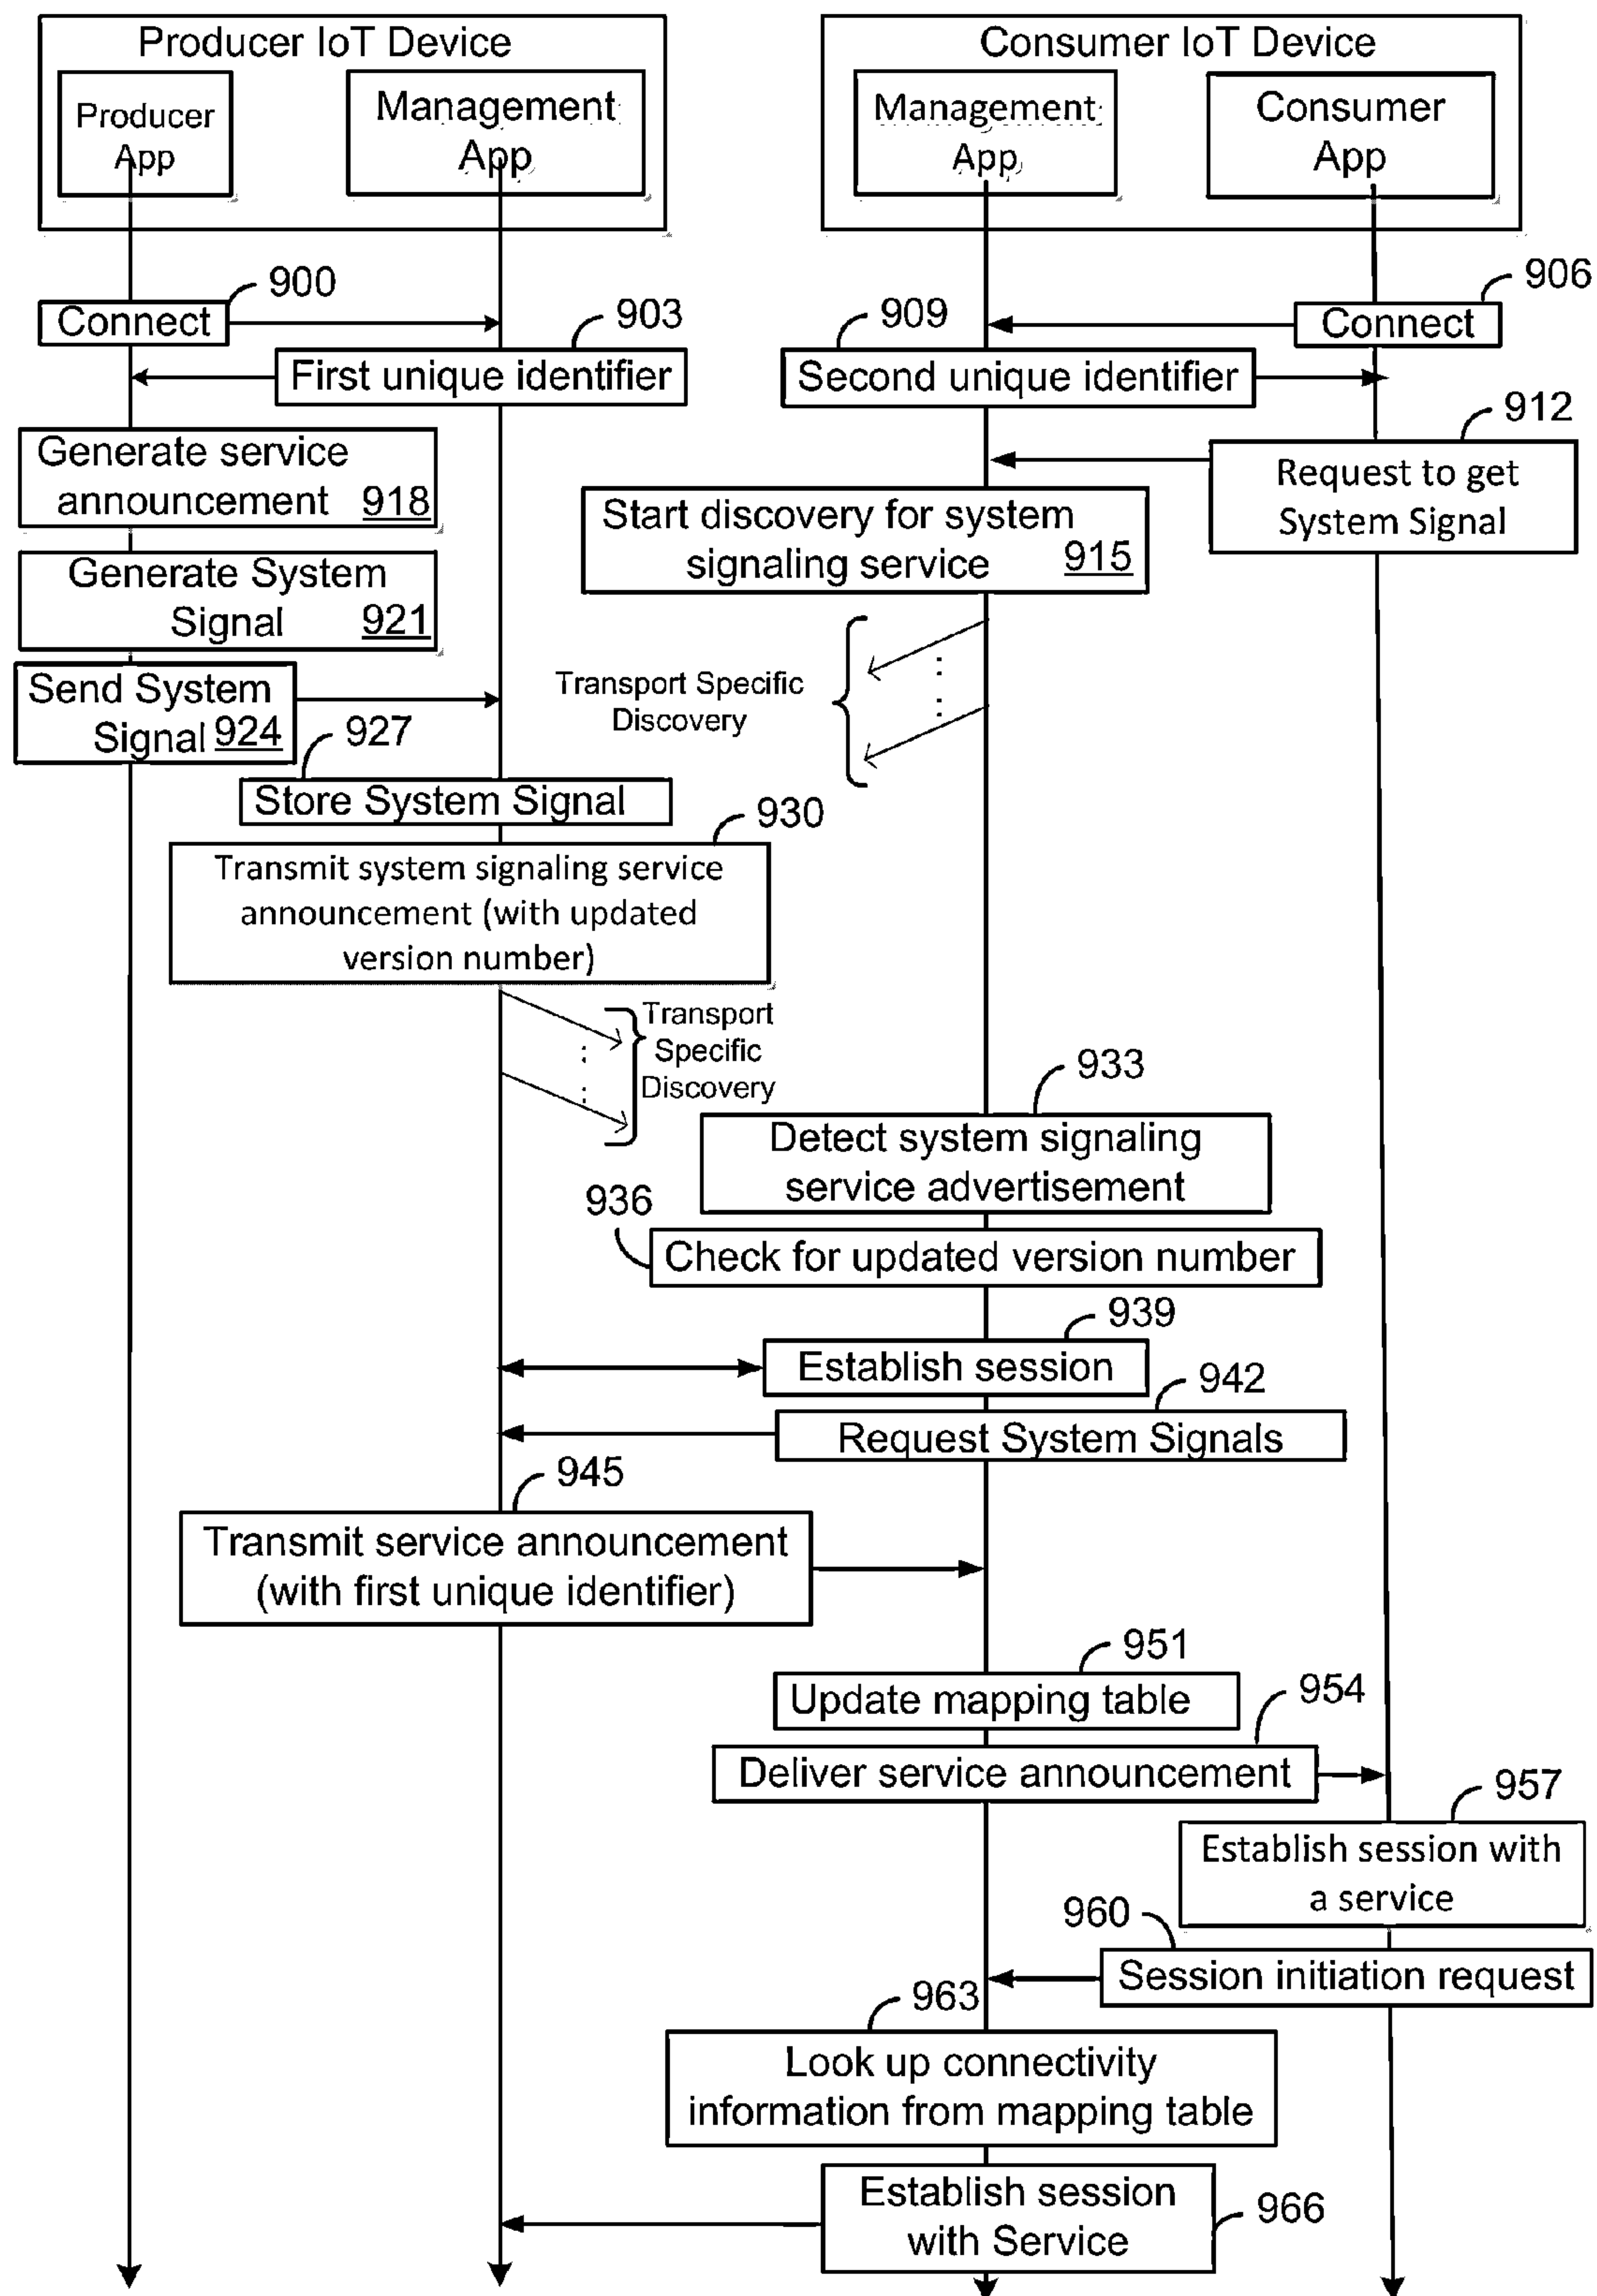 Producer IoT Device
Consumer IoT Device
Producer
App
Management
App
Management
App
Consumer
App
900
906
Connect
903
909
Connect
First unique identifier
Second unique identifier
912
Generate service
announcement 918
Request to get
System Signal
Start discovery for system
signaling service 915
Generate System
Signal 921
Send System
Signal 924
Transport Specific
Discovery
927
Store System Signal
930
Transmit system signaling service
announcement (with updated
version number)
Transport
Specific
Discovery
933
Detect system signaling
service advertisement
936
Check for updated version number
939
Establish session
942
Request System Signals
945
Transmit service announcement
(with first unique identifier)
951
Update mapping table
954
Deliver service announcement
957
Establish session with
a service
960
Session initiation request
963
Look up connectivity
information from mapping table
Establish session
with Service
966